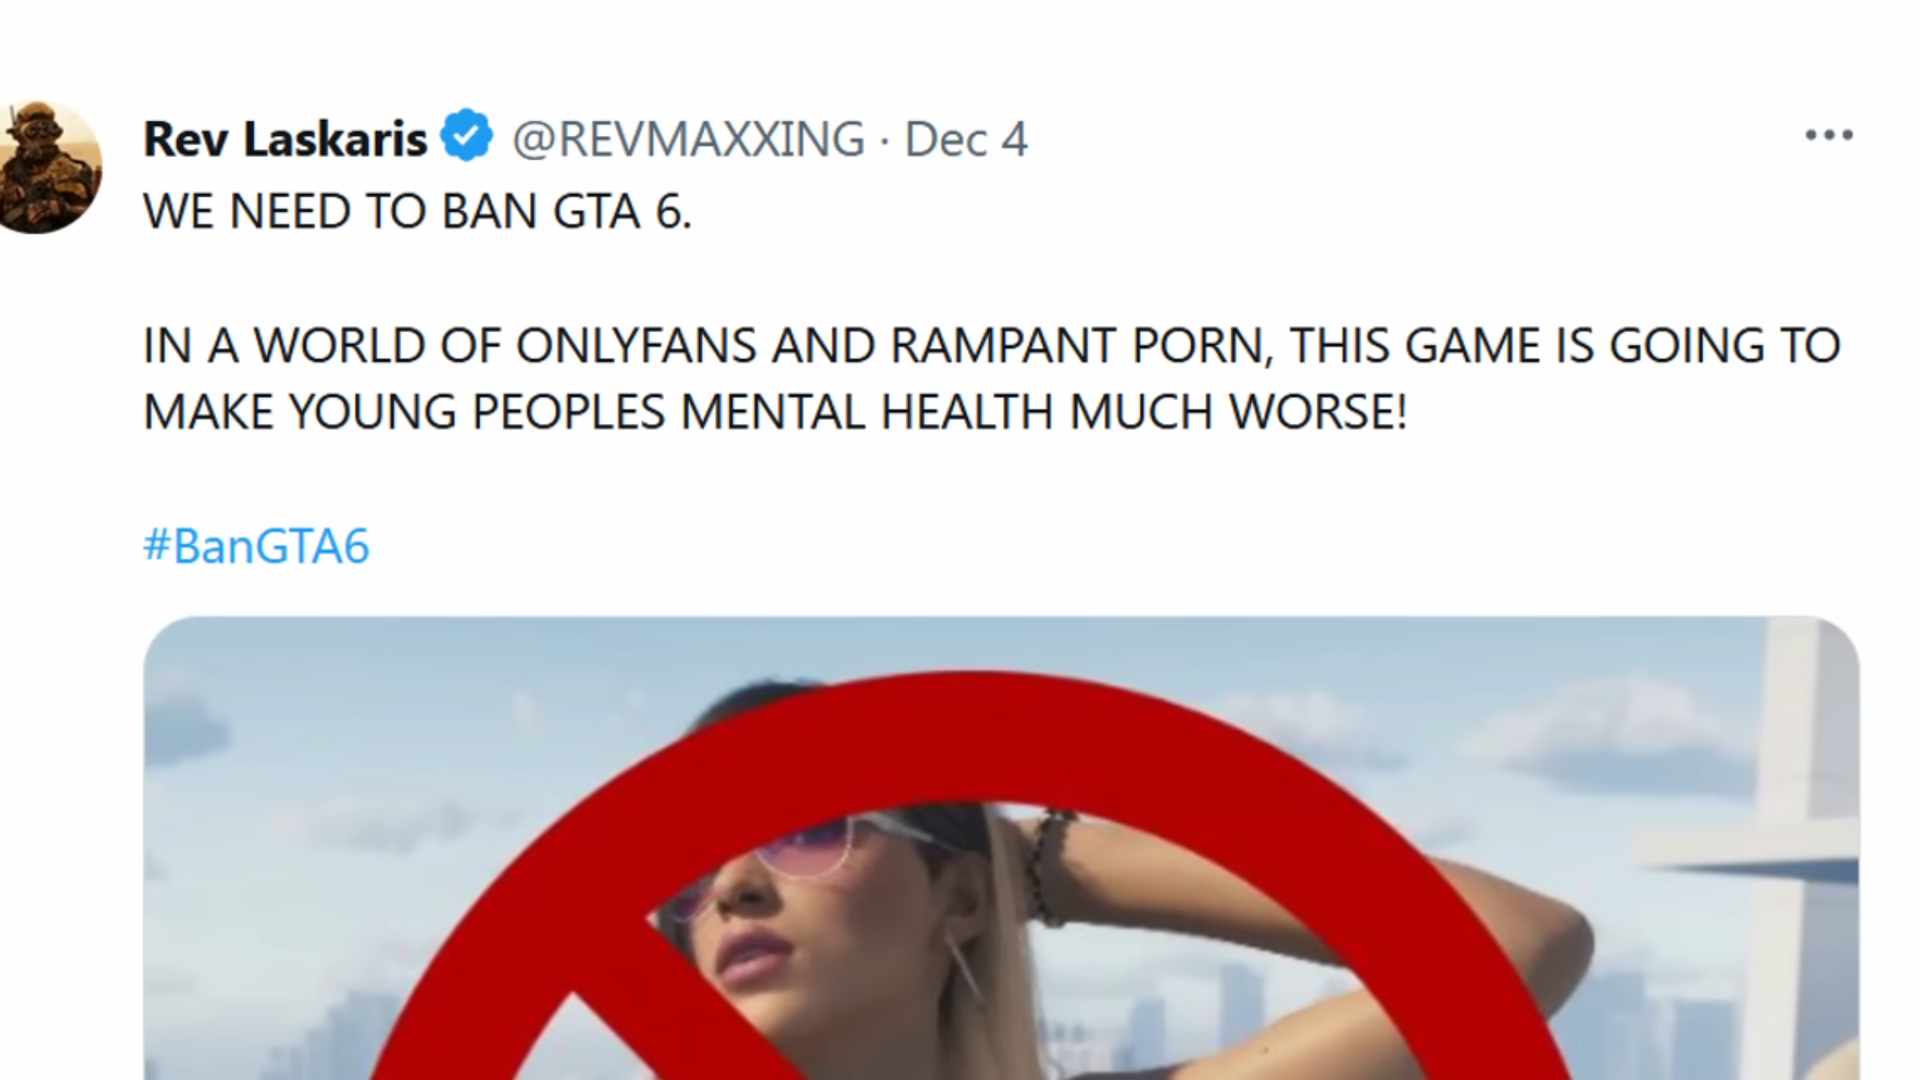 Rev Laskaris @REVMAXXING · Dec 4
WE NEED TO BAN GTA 6.
IN A WORLD OF ONLYFANS AND RAMPANT PORN, THIS GAME IS GOING TO
MAKE YOUNG PEOPLES MENTAL HEALTH MUCH WORSE!
#BanGTA6